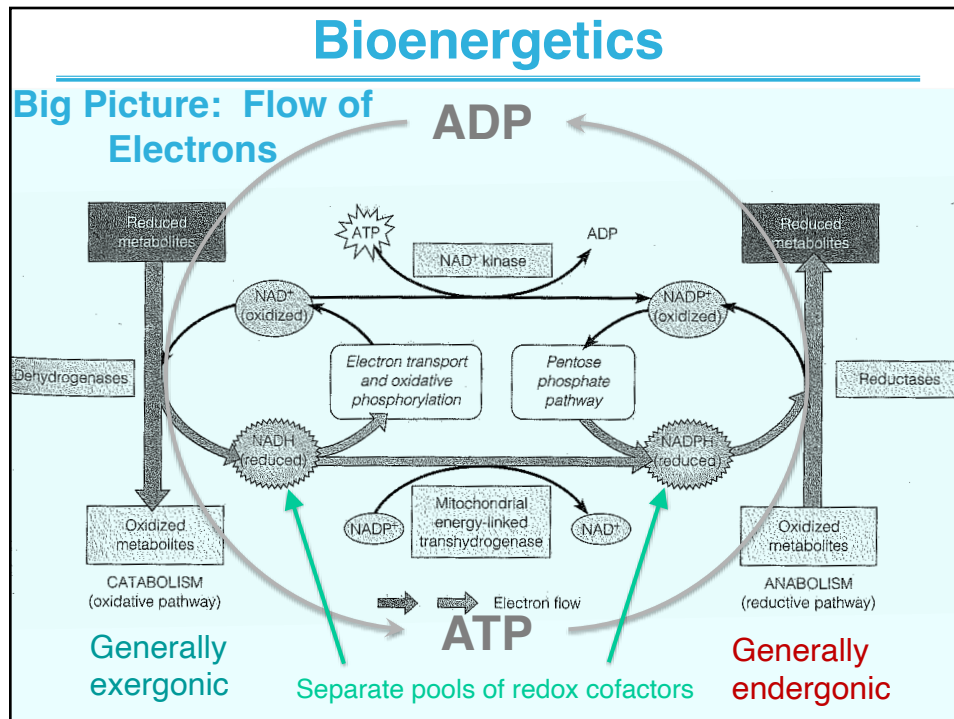 Bioenergetics
Big Picture: Flow of
Electrons
ADP
Reduced
metabolites
ATP
NAD⁺ kinase
ADP
Reduced
metabolites
NAD⁺
(oxidized)
NADP⁺
(oxidized)
Dehydrogenases
Electron transport
and oxidative
phosphorylation
Pentose
phosphate
pathway
Reductases
NADH
(reduced)
NADPH
(reduced)
Oxidized
metabolites
NADP⁺
Mitochondrial
energy-linked
transhydrogenase
NAD⁺
Oxidized
metabolites
CATABOLISM
(oxidative pathway)
Electron flow
ANABOLISM
(reductive pathway)
ATP
Generally
exergonic
Separate pools of redox cofactors
Generally
endergonic